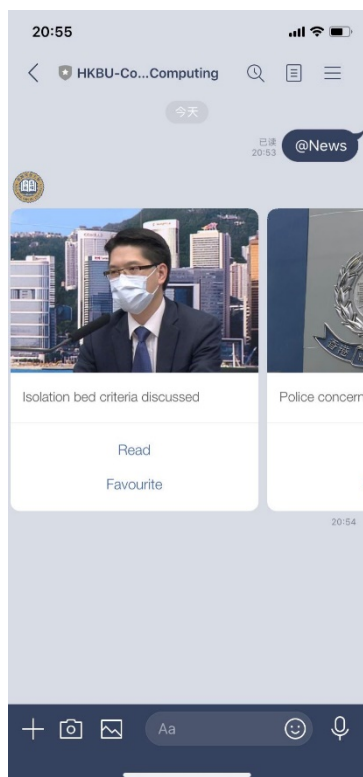 20:55
HKBU-Co...Computing
今天
已读
20:53
@News
Isolation bed criteria discussed
Read
Favourite
Police concern
20:54
Aa